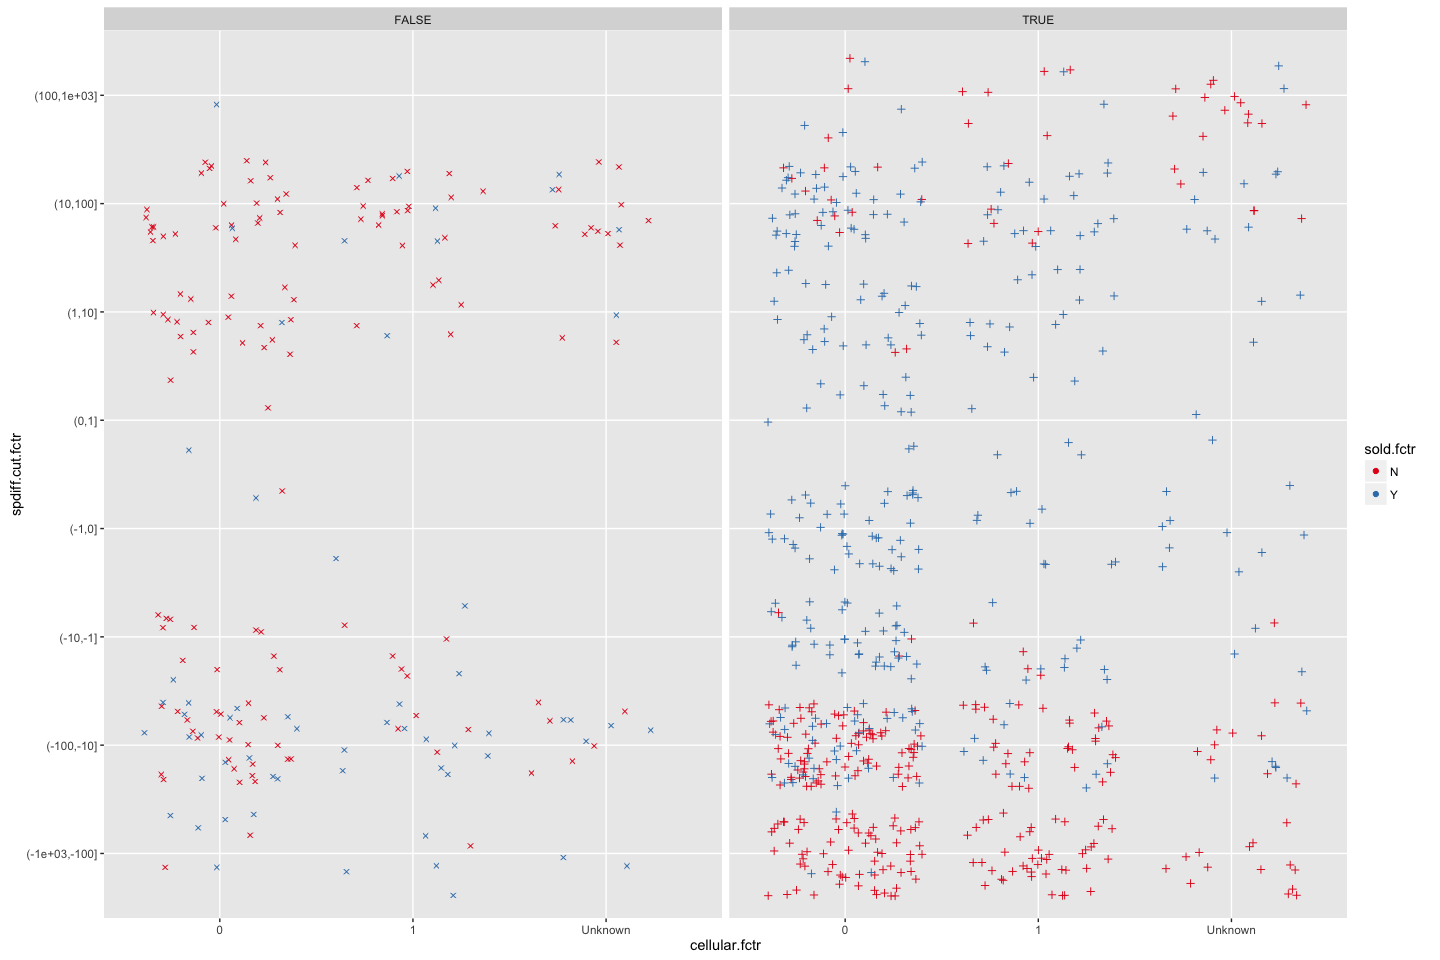 FALSE
TRUE
(100,1e+03]
(10,100]
(1,10]
(0,1]
(-1,0]
(-10,-1]
(-100,-10]
(-1e+03,-100]
spdiff.cut.fctr
0
1
Unknown
0
1
Unknown
cellular.fctr
sold.fctr
N
Y